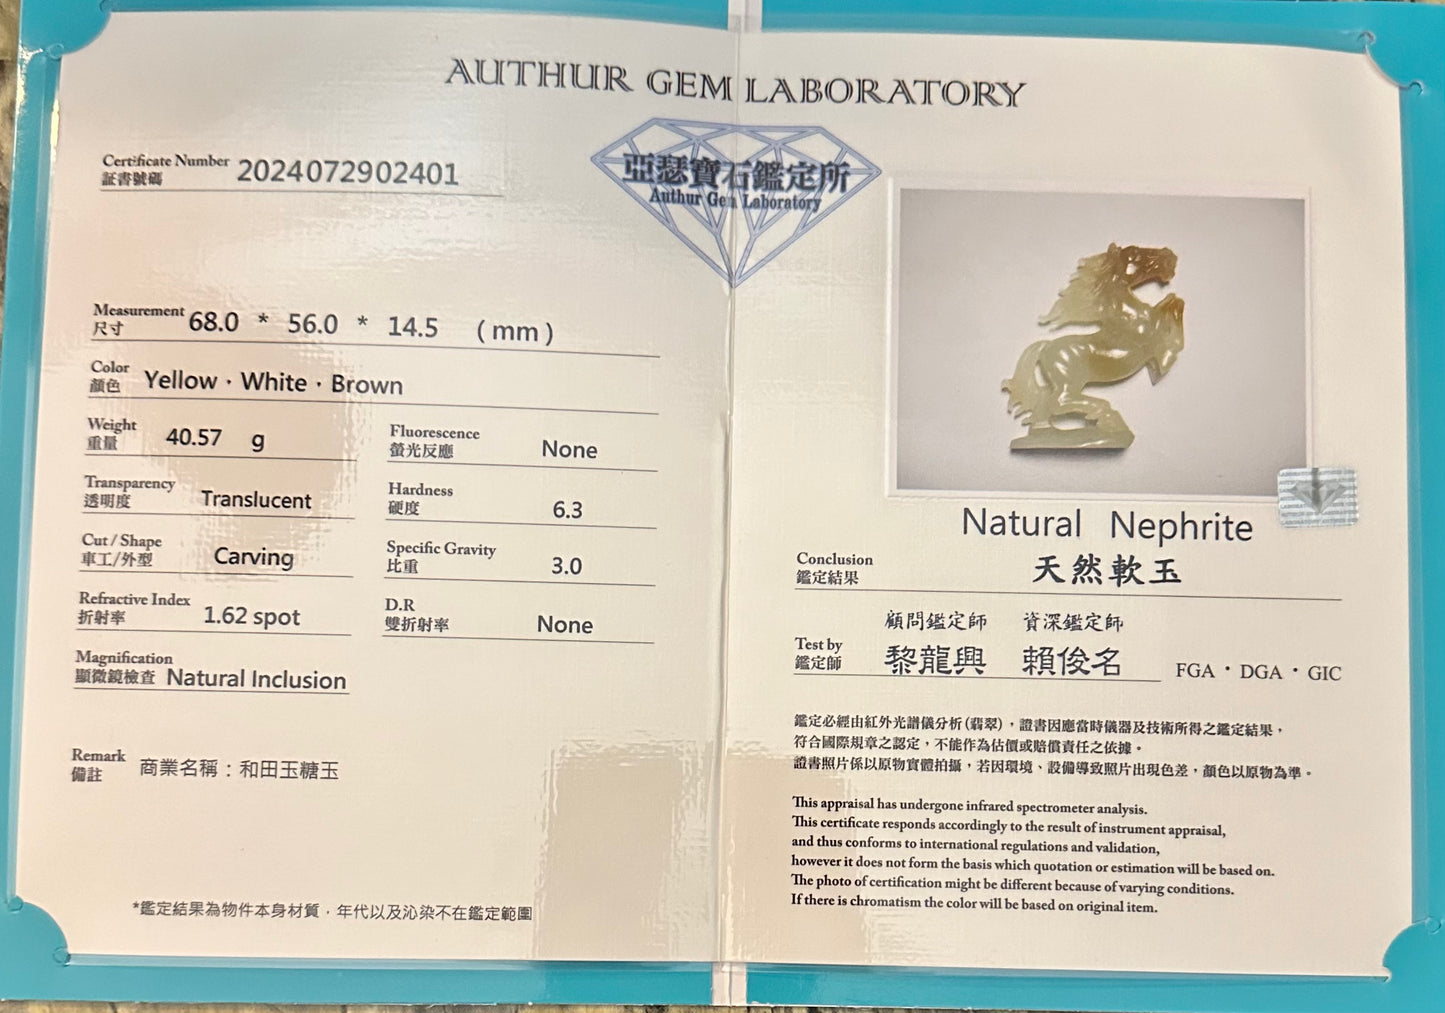 AUTHUR GEM LABORATORY
亞瑟寶石鑑定所
Authur Gem Laboratory
Certificate Number 2024072902401
証書號碼
Measurement 68.0 * 56.0 * 14.5 (mm)
尺寸
Color Yellow・White・Brown
顏色
Weight 40.57 g
重量
Fluorescence None
螢光反應
Transparency Translucent
透明度
Hardness 6.3
硬度
Cut / Shape Carving
車工/外型
Specific Gravity 3.0
比重
Refractive Index 1.62 spot
折射率
D.R None
雙折射率
Magnification
顯微鏡檢查 Natural Inclusion
Remark
備註 商業名稱：和田玉糖玉
*鑑定結果為物件本身材質，年代以及沁染不在鑑定範圍
Natural Nephrite
Conclusion
鑑定結果 天然軟玉
顧問鑑定師 資深鑑定師
Test by
鑑定師 黎龍興 賴俊名 FGA・DGA・GIC
鑑定必經由紅外光譜儀分析(翡翠)，證書因應當時儀器及技術所得之鑑定結果，
符合國際規章之認定，不能作為估價或賠償責任之依據。
證書照片係以原物實體拍攝，若因環境、設備導致照片出現色差，顏色以原物為準。
This appraisal has undergone infrared spectrometer analysis.
This certificate responds accordingly to the result of instrument appraisal,
and thus conforms to international regulations and validation,
however it does not form the basis which quotation or estimation will be based on.
The photo of certification might be different because of varying conditions.
If there is chromatism the color will be based on original item.